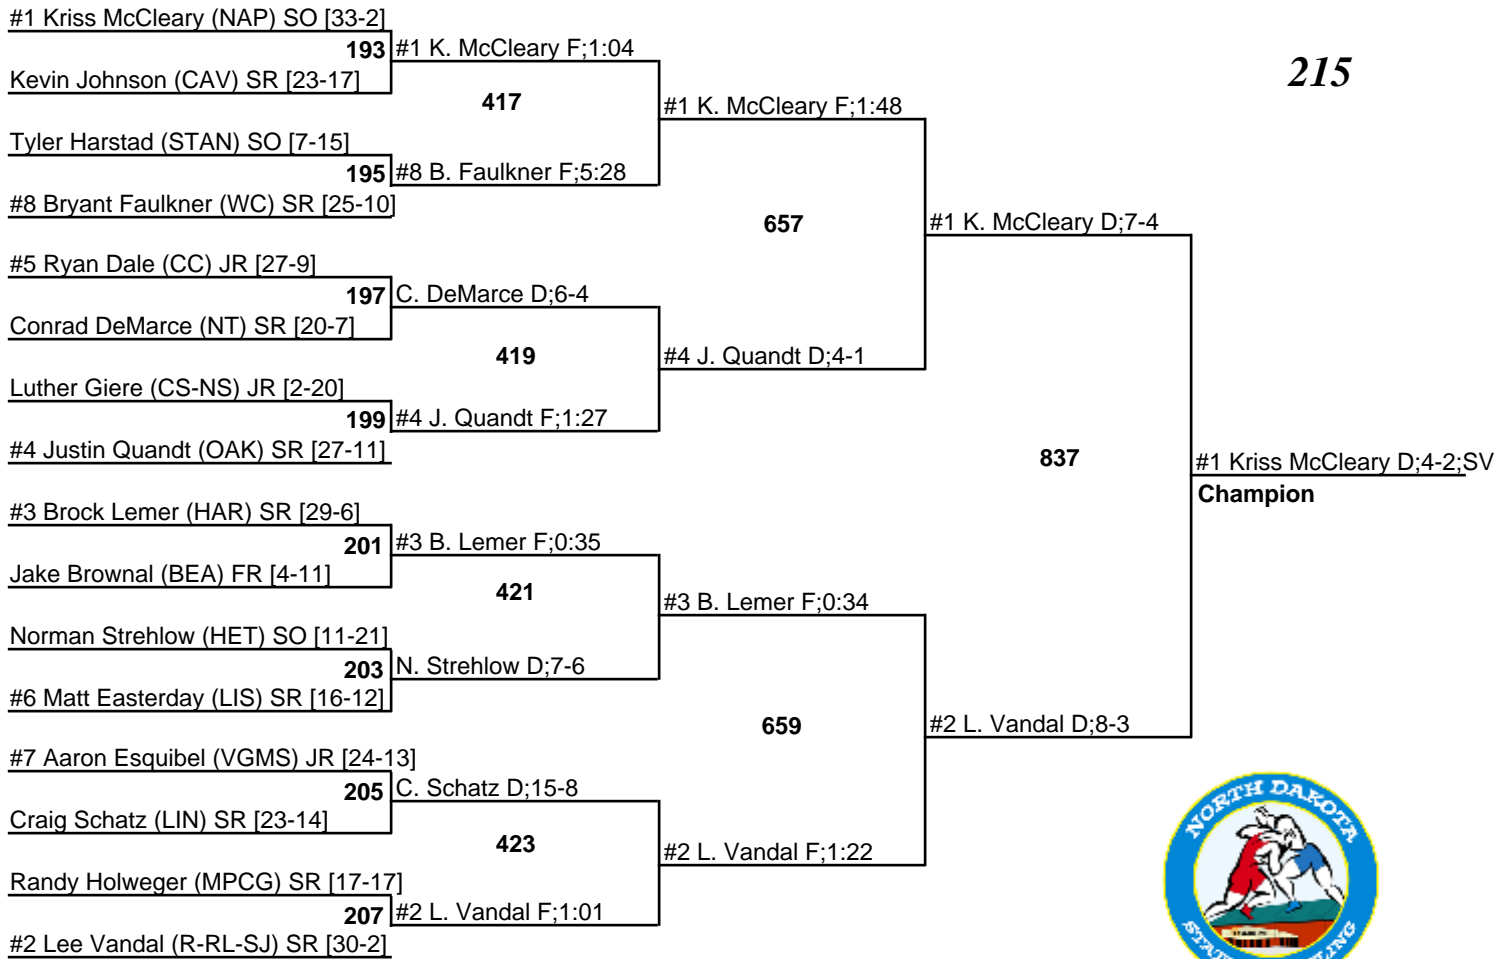 #1 Kriss McCleary (NAP) SO [33-2]
193 #1 K. McCleary F;1:04
Kevin Johnson (CAV) SR [23-17]
215
417
#1 K. McCleary F;1:48
Tyler Harstad (STAN) SO [7-15]
195 #8 B. Faulkner F;5:28
#8 Bryant Faulkner (WC) SR [25-10]
657
#1 K. McCleary D;7-4
#5 Ryan Dale (CC) JR [27-9]
197 C. DeMarce D;6-4
Conrad DeMarce (NT) SR [20-7]
419
#4 J. Quandt D;4-1
Luther Giere (CS-NS) JR [2-20]
199 #4 J. Quandt F;1:27
#4 Justin Quandt (OAK) SR [27-11]
837
#1 Kriss McCleary D;4-2;SV
Champion
#3 Brock Lemer (HAR) SR [29-6]
201 #3 B. Lemer F;0:35
Jake Brownal (BEA) FR [4-11]
421
#3 B. Lemer F;0:34
Norman Strehlow (HET) SO [11-21]
203 N. Strehlow D;7-6
#6 Matt Easterday (LIS) SR [16-12]
659
#2 L. Vandal D;8-3
#7 Aaron Esquibel (VGMS) JR [24-13]
205 C. Schatz D;15-8
Craig Schatz (LIN) SR [23-14]
423
#2 L. Vandal F;1:22
Randy Holweger (MPCG) SR [17-17]
207 #2 L. Vandal F;1:01
#2 Lee Vandal (R-RL-SJ) SR [30-2]
NORTH DAKOTA